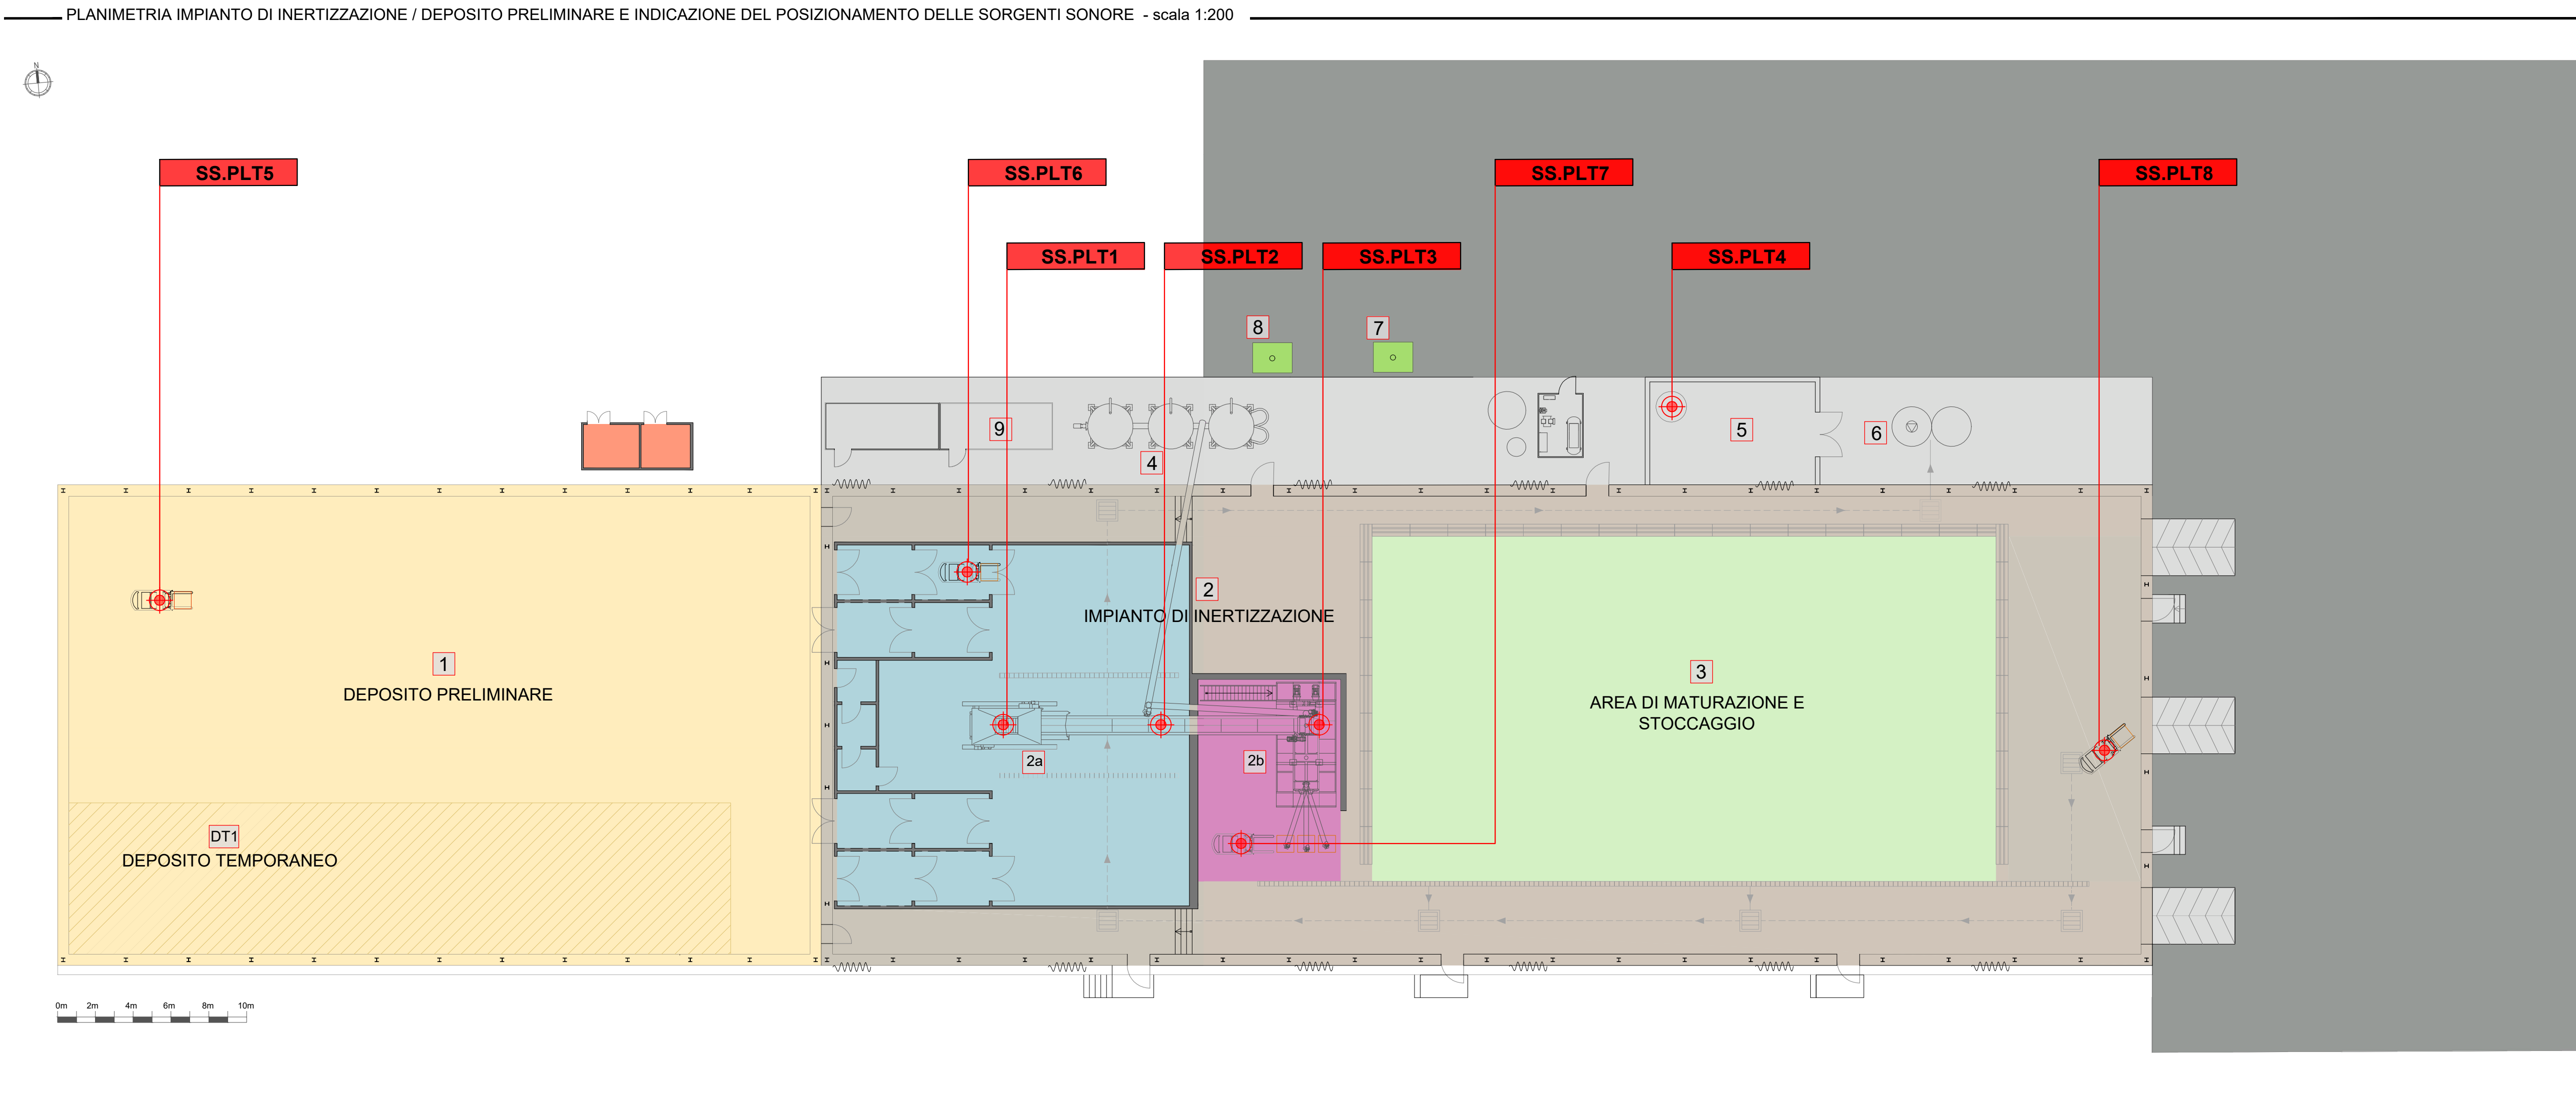 PLANIMETRIA IMPIANTO DI INERTIZZAZIONE / DEPOSITO PRELIMINARE E INDICAZIONE DEL POSIZIONAMENTO DELLE SORGENTI SONORE - scala 1:200
N
SS.PLT5
SS.PLT6
SS.PLT7
SS.PLT8
SS.PLT1
SS.PLT2
SS.PLT3
SS.PLT4
8
7
9
4
5
6
2
IMPIANTO DI INERTIZZAZIONE
1
DEPOSITO PRELIMINARE
3
AREA DI MATURAZIONE E
STOCCAGGIO
2a
2b
DT1
DEPOSITO TEMPORANEO
0m 2m 4m 6m 8m 10m